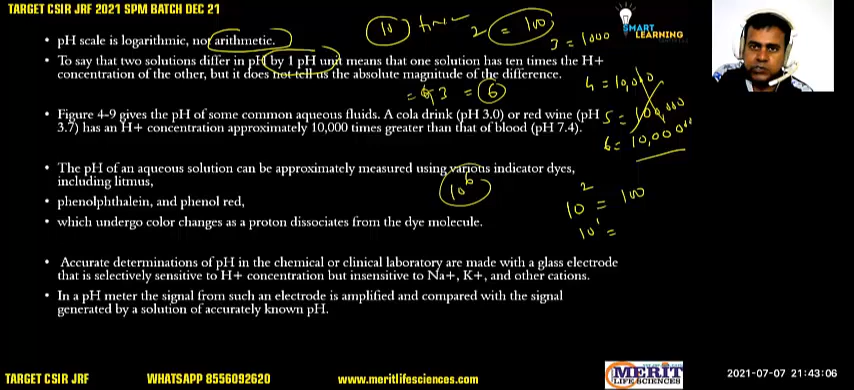 TARGET CSIR JRF 2021 SPM BATCH DEC 21
SMART
LEARNING
• pH scale is logarithmic, not arithmetic.
10 2 = 100
3 = 1000
• To say that two solutions differ in pH by 1 pH unit means that one solution has ten times the H+
concentration of the other, but it does not tell us the absolute magnitude of the difference.
3 = 6
4 = 10,000
• Figure 4-9 gives the pH of some common aqueous fluids. A cola drink (pH 3.0) or red wine (pH
3.7) has an H+ concentration approximately 10,000 times greater than that of blood (pH 7.4).
5 = 100,000
6 = 10,00000
• The pH of an aqueous solution can be approximately measured using various indicator dyes,
including litmus,
10⁶
• phenolphthalein, and phenol red,
10² = 100
• which undergo color changes as a proton dissociates from the dye molecule.
10¹ =
• Accurate determinations of pH in the chemical or clinical laboratory are made with a glass electrode
that is selectively sensitive to H+ concentration but insensitive to Na+, K+, and other cations.
• In a pH meter the signal from such an electrode is amplified and compared with the signal
generated by a solution of accurately known pH.
MERIT
LIFE SCIENCES
TARGET CSIR JRF WHATSAPP 8556092620 www.meritlifesciences.com
2021-07-07 21:43:06